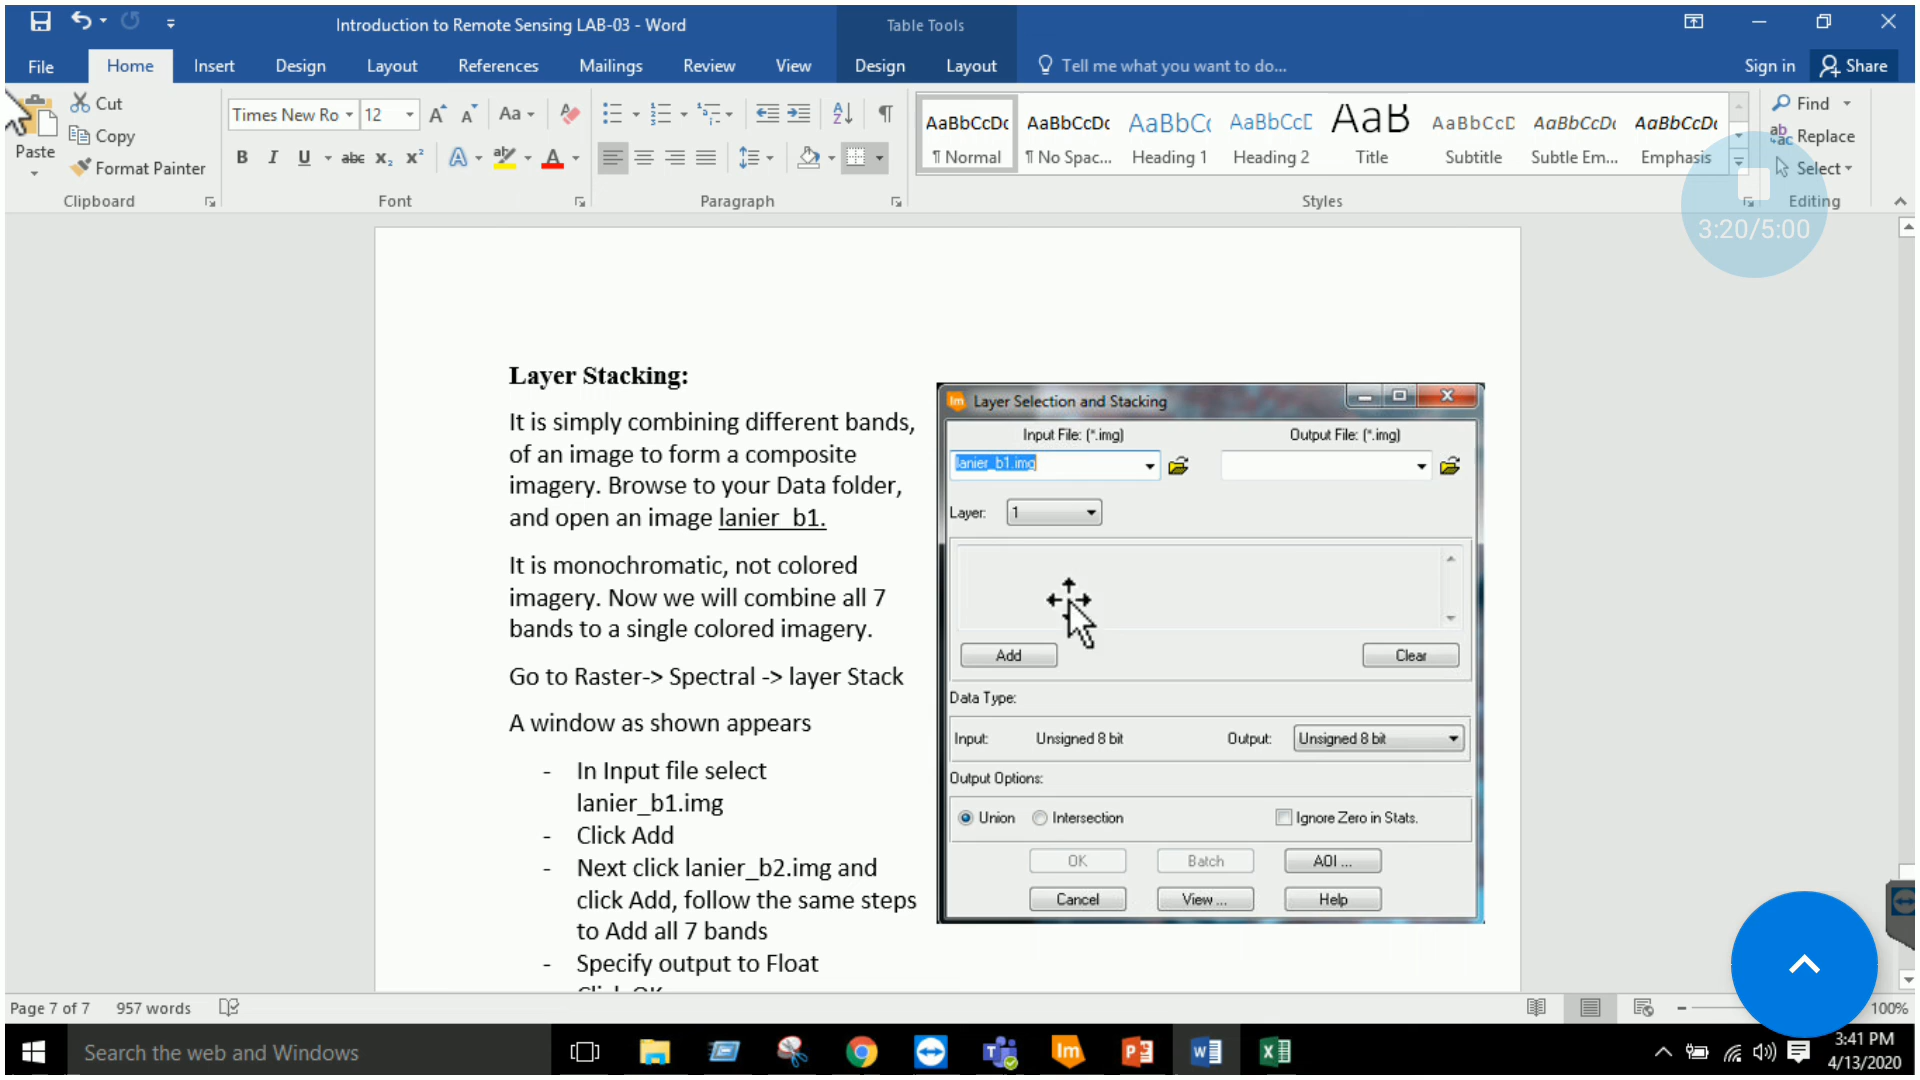 Introduction to Remote Sensing LAB-03 - Word
Table Tools
File
Home
Insert
Design
Layout
References
Mailings
Review
View
Design
Layout
Tell me what you want to do...
Sign in
Share
Paste
Cut
Copy
Format Painter
Clipboard
Times New Ro
12
Font
Paragraph
AaBbCcDc
¶ Normal
AaBbCcDc
¶ No Spac...
AaBbC(
Heading 1
AaBbCcE
Heading 2
AaB
Title
AaBbCcD
Subtitle
AaBbCcDc
Subtle Em...
AaBbCcDc
Emphasis
Styles
Find
Replace
Select
Editing
3:20/5:00
Layer Stacking:
It is simply combining different bands,
of an image to form a composite
imagery. Browse to your Data folder,
and open an image lanier_b1.
It is monochromatic, not colored
imagery. Now we will combine all 7
bands to a single colored imagery.
Go to Raster-> Spectral -> layer Stack
A window as shown appears
- In Input file select
lanier_b1.img
- Click Add
- Next click lanier_b2.img and
click Add, follow the same steps
to Add all 7 bands
- Specify output to Float
Click OK
Im Layer Selection and Stacking
Input File: (*.img)
Output File: (*.img)
lanier_b1.img
Layer:
1
Add
Clear
Data Type:
Input:
Unsigned 8 bit
Output:
Unsigned 8 bit
Output Options:
Union
Intersection
Ignore Zero in Stats.
OK
Batch
AOI ...
Cancel
View ...
Help
Page 7 of 7
957 words
100%
Search the web and Windows
3:41 PM
4/13/2020